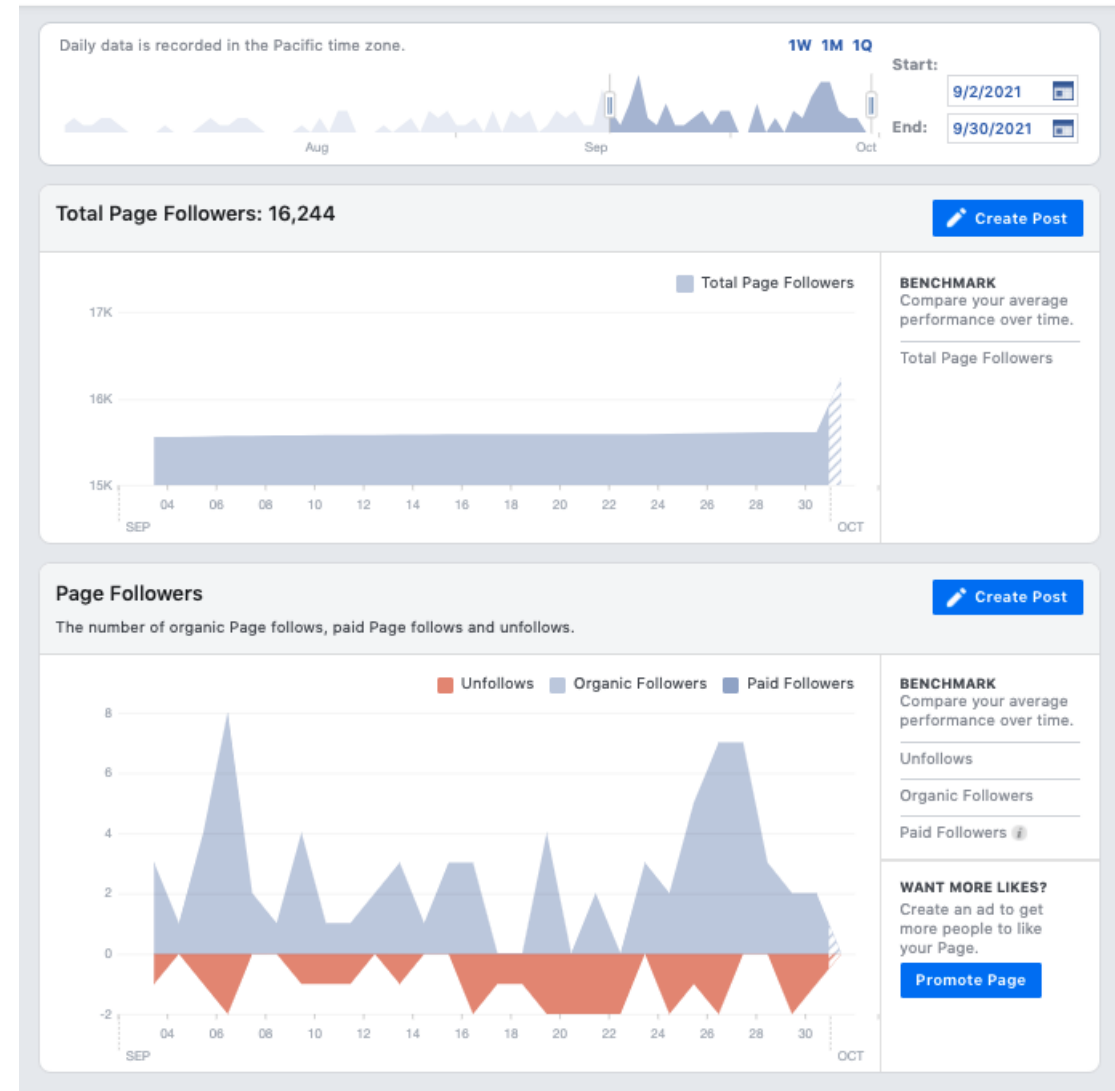 Daily data is recorded in the Pacific time zone.
1W 1M 1Q
Start:
9/2/2021
End:
9/30/2021
Aug
Sep
Oct
Total Page Followers: 16,244
Create Post
Total Page Followers
17K
16K
15K
04 06 08 10 12 14 16 18 20 22 24 26 28 30
SEP
OCT
BENCHMARK
Compare your average
performance over time.
Total Page Followers
Page Followers
The number of organic Page follows, paid Page follows and unfollows.
Create Post
Unfollows Organic Followers Paid Followers
8
6
4
2
0
-2
04 06 08 10 12 14 16 18 20 22 24 26 28 30
SEP
OCT
BENCHMARK
Compare your average
performance over time.
Unfollows
Organic Followers
Paid Followers i
WANT MORE LIKES?
Create an ad to get
more people to like
your Page.
Promote Page